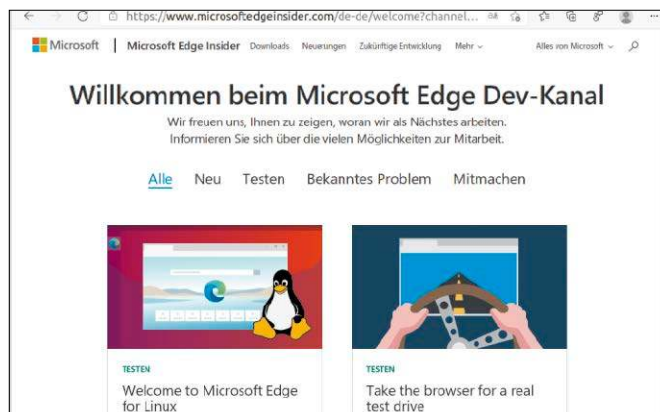 https://www.microsoftedgeinsider.com/de-de/welcome?channel...
Microsoft | Microsoft Edge Insider Downloads Neuerungen Zukünftige Entwicklung Mehr Alles von Microsoft
Willkommen beim Microsoft Edge Dev-Kanal
Wir freuen uns, Ihnen zu zeigen, woran wir als Nächstes arbeiten.
Informieren Sie sich über die vielen Möglichkeiten zur Mitarbeit.
Alle Neu Testen Bekanntes Problem Mitmachen
TESTEN TESTEN
Welcome to Microsoft Edge Take the browser for a real
for Linux test drive